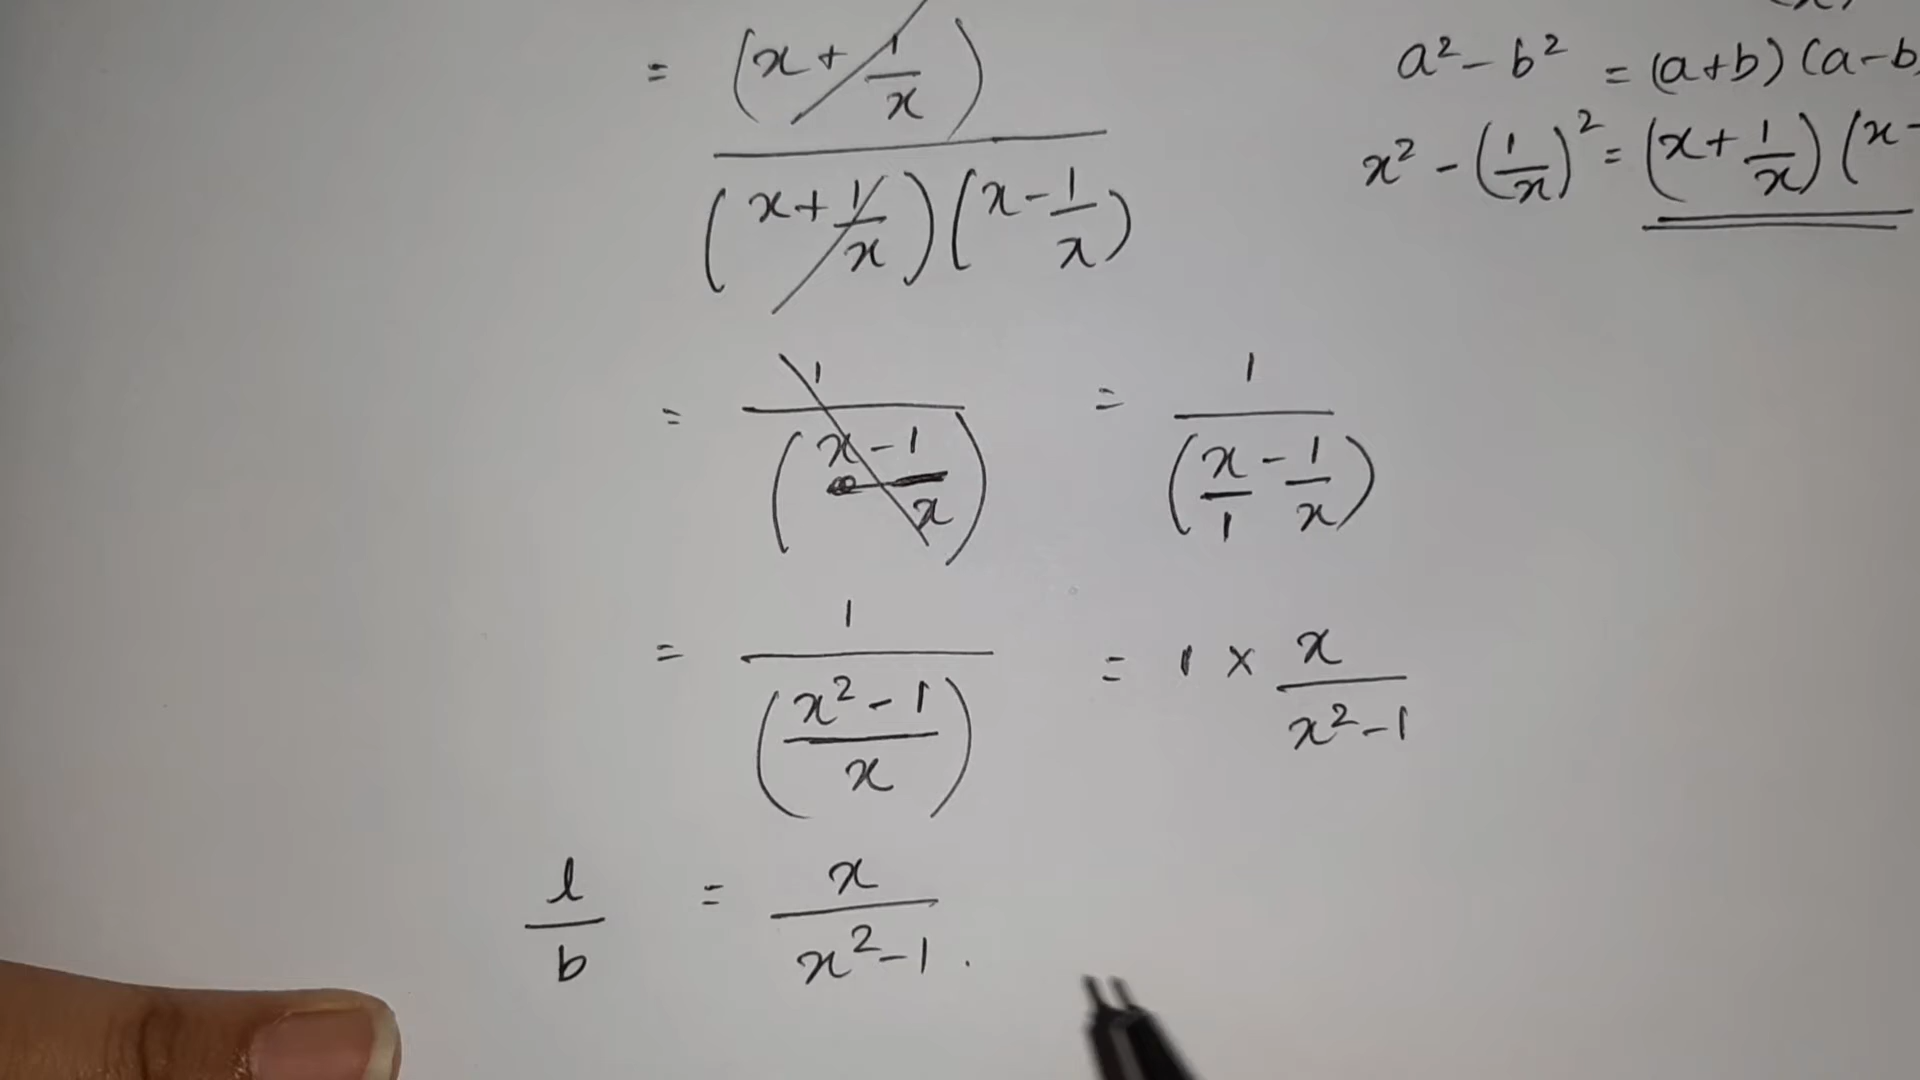 = (x + 1/x) / (x + 1/x)(x - 1/x)
a² - b² = (a+b)(a-b
x² - (1/x)² = (x + 1/x)(x -
= 1/(x - 1/x) = 1/(x/1 - 1/x)
= 1/((x² - 1)/x) = 1 × x/(x² - 1)
l/b = x/(x² - 1).